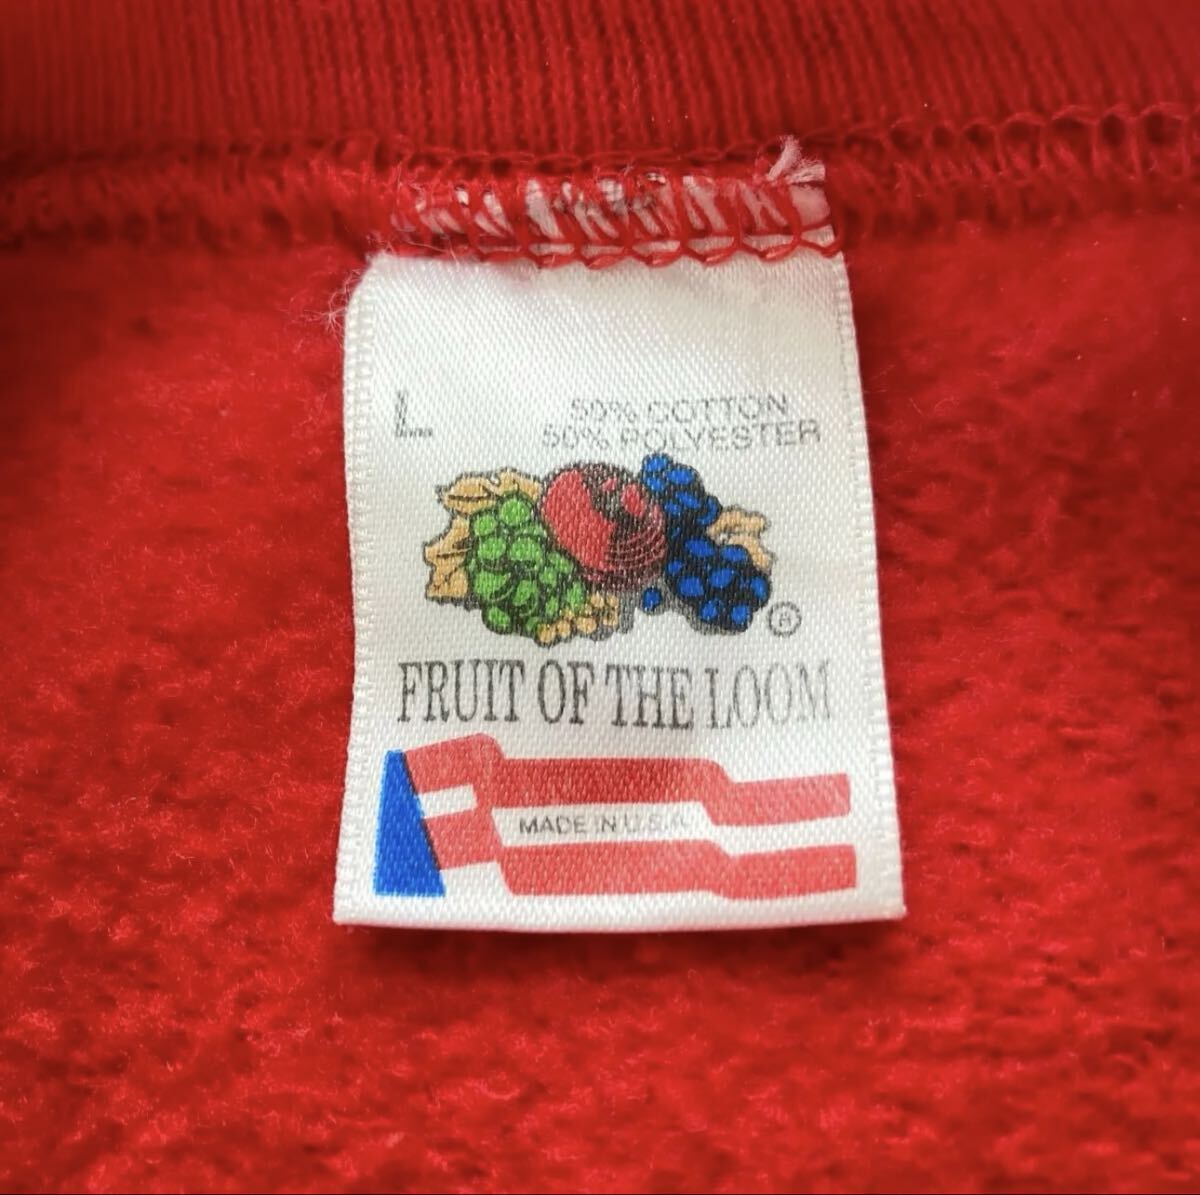 L
50% COTTON
50% POLYESTER
®
FRUIT OF THE LOOM
MADE IN U.S.A.